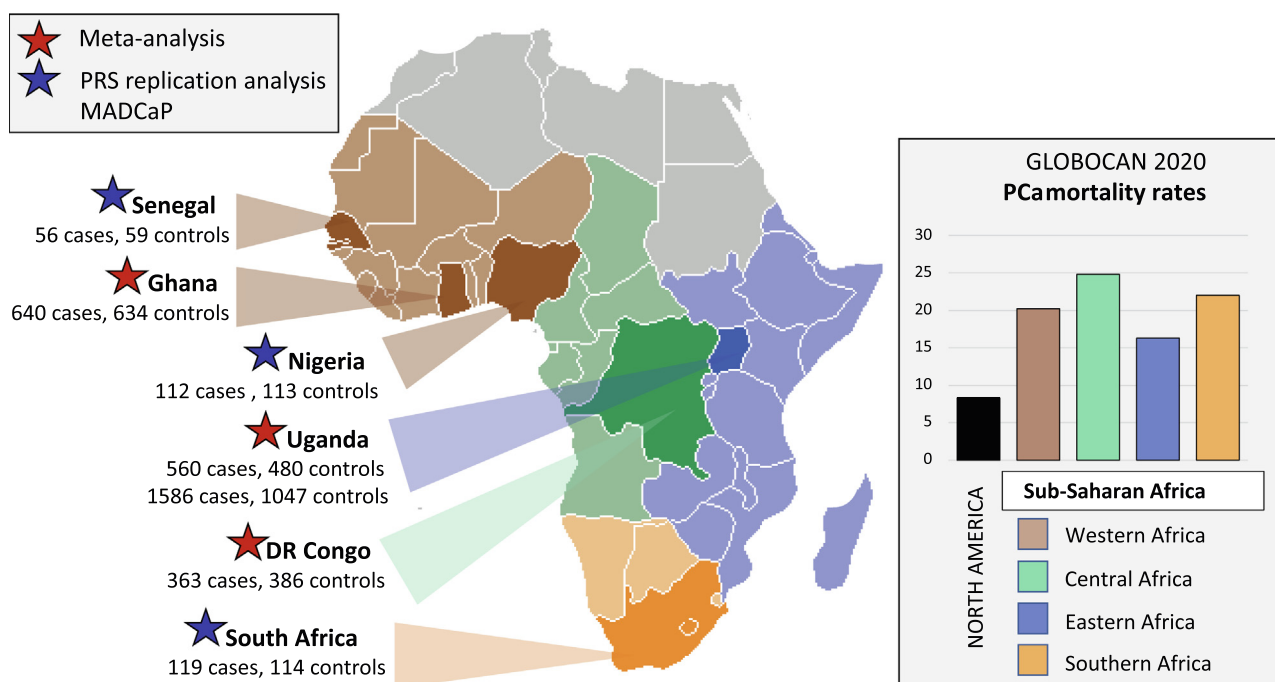 Meta-analysis
PRS replication analysis
MADCaP
Senegal
56 cases, 59 controls
Ghana
640 cases, 634 controls
Nigeria
112 cases , 113 controls
Uganda
560 cases, 480 controls
1586 cases, 1047 controls
DR Congo
363 cases, 386 controls
South Africa
119 cases, 114 controls
GLOBOCAN 2020
PCamortality rates
30
25
20
15
10
5
0
NORTH AMERICA
Sub-Saharan Africa
Western Africa
Central Africa
Eastern Africa
Southern Africa